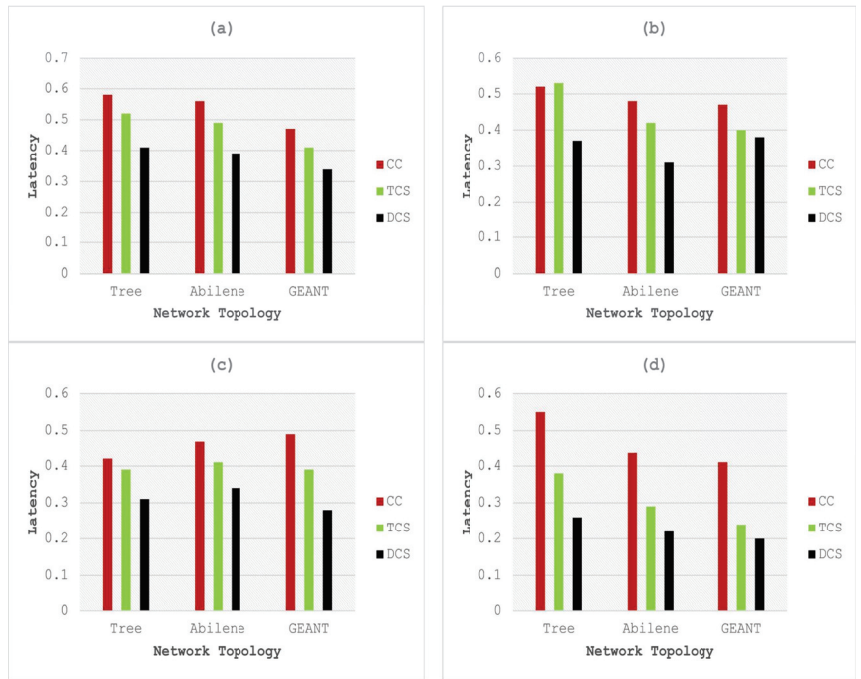 (a)
0.7
0.6
0.5
0.4
0.3
0.2
0.1
0
Latency
Tree Abilene GEANT
Network Topology
CC
TCS
DCS
(b)
0.6
0.5
0.4
0.3
0.2
0.1
0
Latency
Tree Abilene GEANT
Network Topology
CC
TCS
DCS
(c)
0.6
0.5
0.4
0.3
0.2
0.1
0
Latency
Tree Abilene GEANT
Network Topology
CC
TCS
DCS
(d)
0.6
0.5
0.4
0.3
0.2
0.1
0
Latency
Tree Abilene GEANT
Network Topology
CC
TCS
DCS